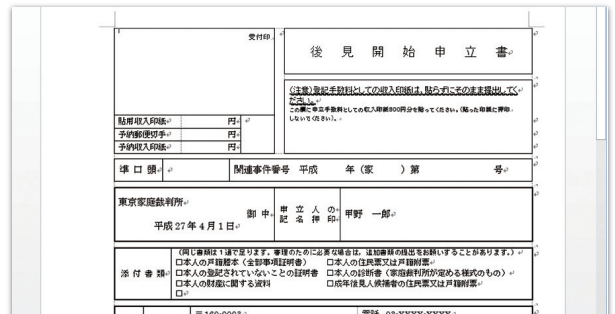 受付印
後 見 開 始 申 立 書
(注意)登記手数料としての収入印紙は、貼らずにそのまま提出してく
ださい。
この欄に申立手数料としての収入印紙800円分を貼ってください。(貼った印紙に押印
しないでください)。
貼用収入印紙 円
予納郵便切手 円
予納収入印紙 円
準 口 頭 関連事件番号 平成 年(家 )第 号
東京家庭裁判所
御 中
平成 27 年 4 月 1 日
申 立 人 の
記 名 押 印
甲野 一郎
添 付 書 類
(同じ書類は1通で足ります。審理のために必要な場合は、追加書類の提出をお願いすることがあります。)
□本人の戸籍謄本(全部事項証明書) □本人の住民票又は戸籍附票
□本人の登記されていないことの証明書 □本人の診断書(家庭裁判所が定める様式のもの)
□本人の財産に関する資料 □成年後見人候補者の住民票又は戸籍附票
□